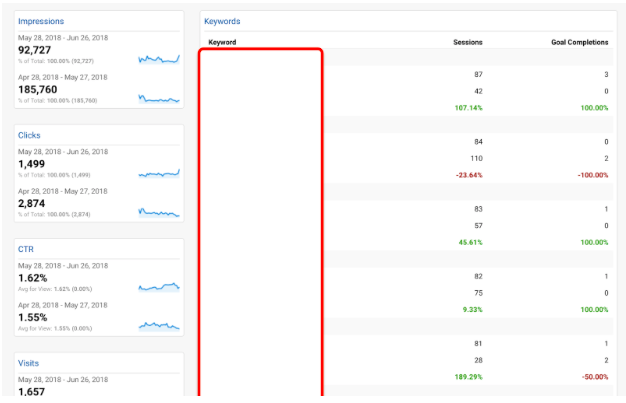 Impressions
May 28, 2018 - Jun 26, 2018
92,727
% of Total: 100.00% (92,727)
Apr 28, 2018 - May 27, 2018
185,760
% of Total: 100.00% (185,760)
Clicks
May 28, 2018 - Jun 26, 2018
1,499
% of Total: 100.00% (1,499)
Apr 28, 2018 - May 27, 2018
2,874
% of Total: 100.00% (2,874)
CTR
May 28, 2018 - Jun 26, 2018
1.62%
Avg for View: 1.62% (0.00%)
Apr 28, 2018 - May 27, 2018
1.55%
Avg for View: 1.55% (0.00%)
Visits
May 28, 2018 - Jun 26, 2018
1,657
Keywords
Keyword Sessions Goal Completions
87 3
42 0
107.14% 100.00%
84 0
110 2
-23.64% -100.00%
83 1
57 0
45.61% 100.00%
82 1
75 0
9.33% 100.00%
81 1
28 2
189.29% -50.00%